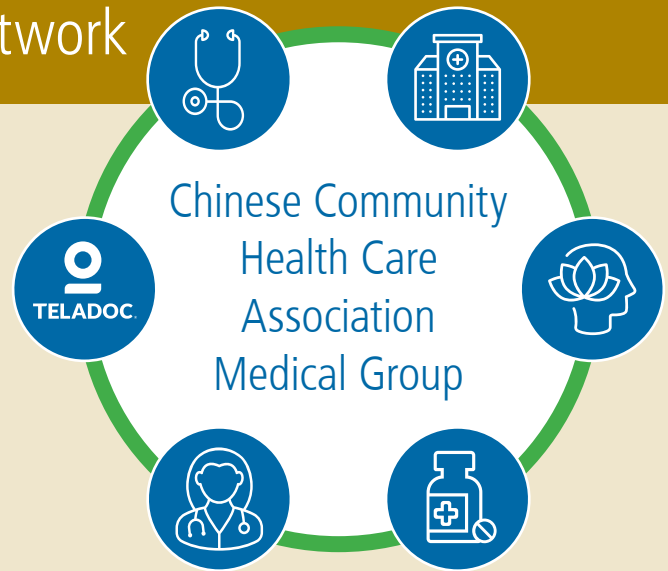 twork
Chinese Community
Health Care
Association
Medical Group
TELADOC